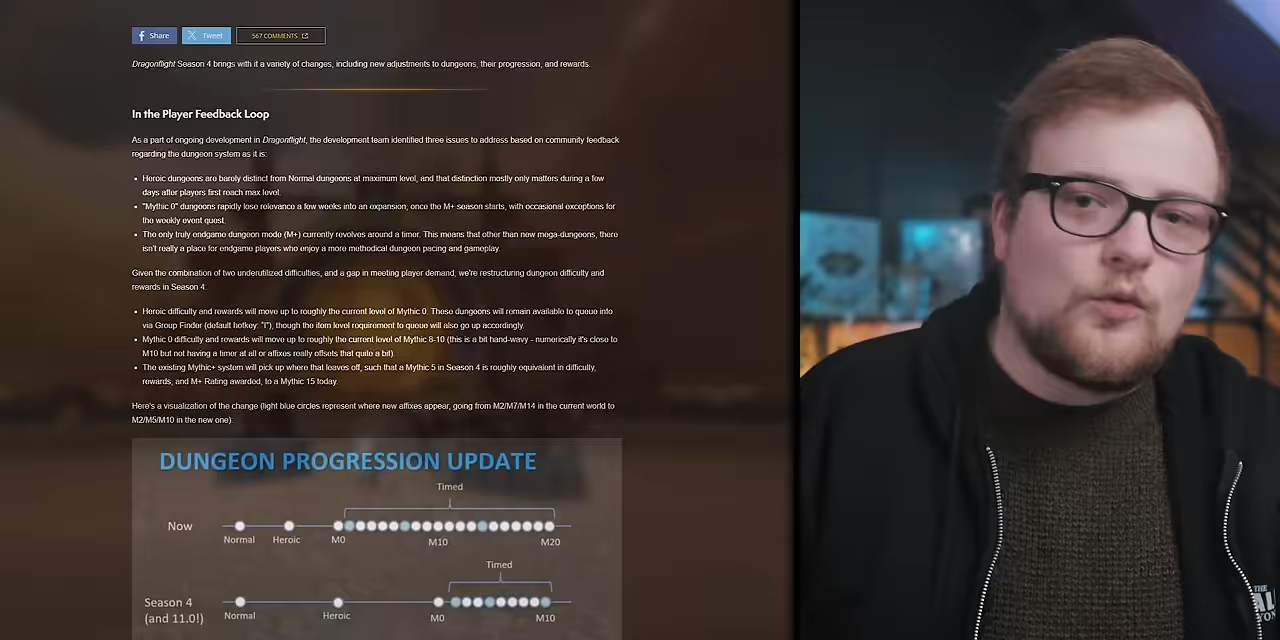 Share
Tweet
567 COMMENTS
Dragonflight Season 4 brings with it a variety of changes, including new adjustments to dungeons, their progression, and rewards.
In the Player Feedback Loop
As a part of ongoing development in Dragonflight, the development team identified three issues to address based on community feedback
regarding the dungeon system as it is:
Heroic dungeons are barely distinct from Normal dungeons at maximum level, and that distinction mostly only matters during a few
days after players first reach max level.
"Mythic 0" dungeons rapidly lose relevance a few weeks into an expansion, once the M+ season starts, with occasional exceptions for
the weekly event quest.
The only truly endgame dungeon mode (M+) currently revolves around a timer. This means that other than new mega-dungeons, there
isn't really a place for endgame players who enjoy a more methodical dungeon pacing and gameplay.
Given the combination of two underutilized difficulties, and a gap in meeting player demand, we're restructuring dungeon difficulty and
rewards in Season 4:
Heroic difficulty and rewards will move up to roughly the current level of Mythic 0. These dungeons will remain available to queue into
via Group Finder (default hotkey: "I"), though the item level requirement to queue will also go up accordingly.
Mythic 0 difficulty and rewards will move up to roughly the current level of Mythic 8-10 (this is a bit hand-wavy - numerically it's close to
M10 but not having a timer at all or affixes really offsets that quite a bit)
The existing Mythic+ system will pick up where that leaves off, such that a Mythic 5 in Season 4 is roughly equivalent in difficulty,
rewards, and M+ Rating awarded, to a Mythic 15 today.
Here's a visualization of the change (light blue circles represent where new affixes appear, going from M2/M7/M14 in the current world to
M2/M5/M10 in the new one):
DUNGEON PROGRESSION UPDATE
Timed
Now
Normal Heroic M0 M10 M20
Timed
Season 4
(and 11.0!)
Normal Heroic M0 M10
THE